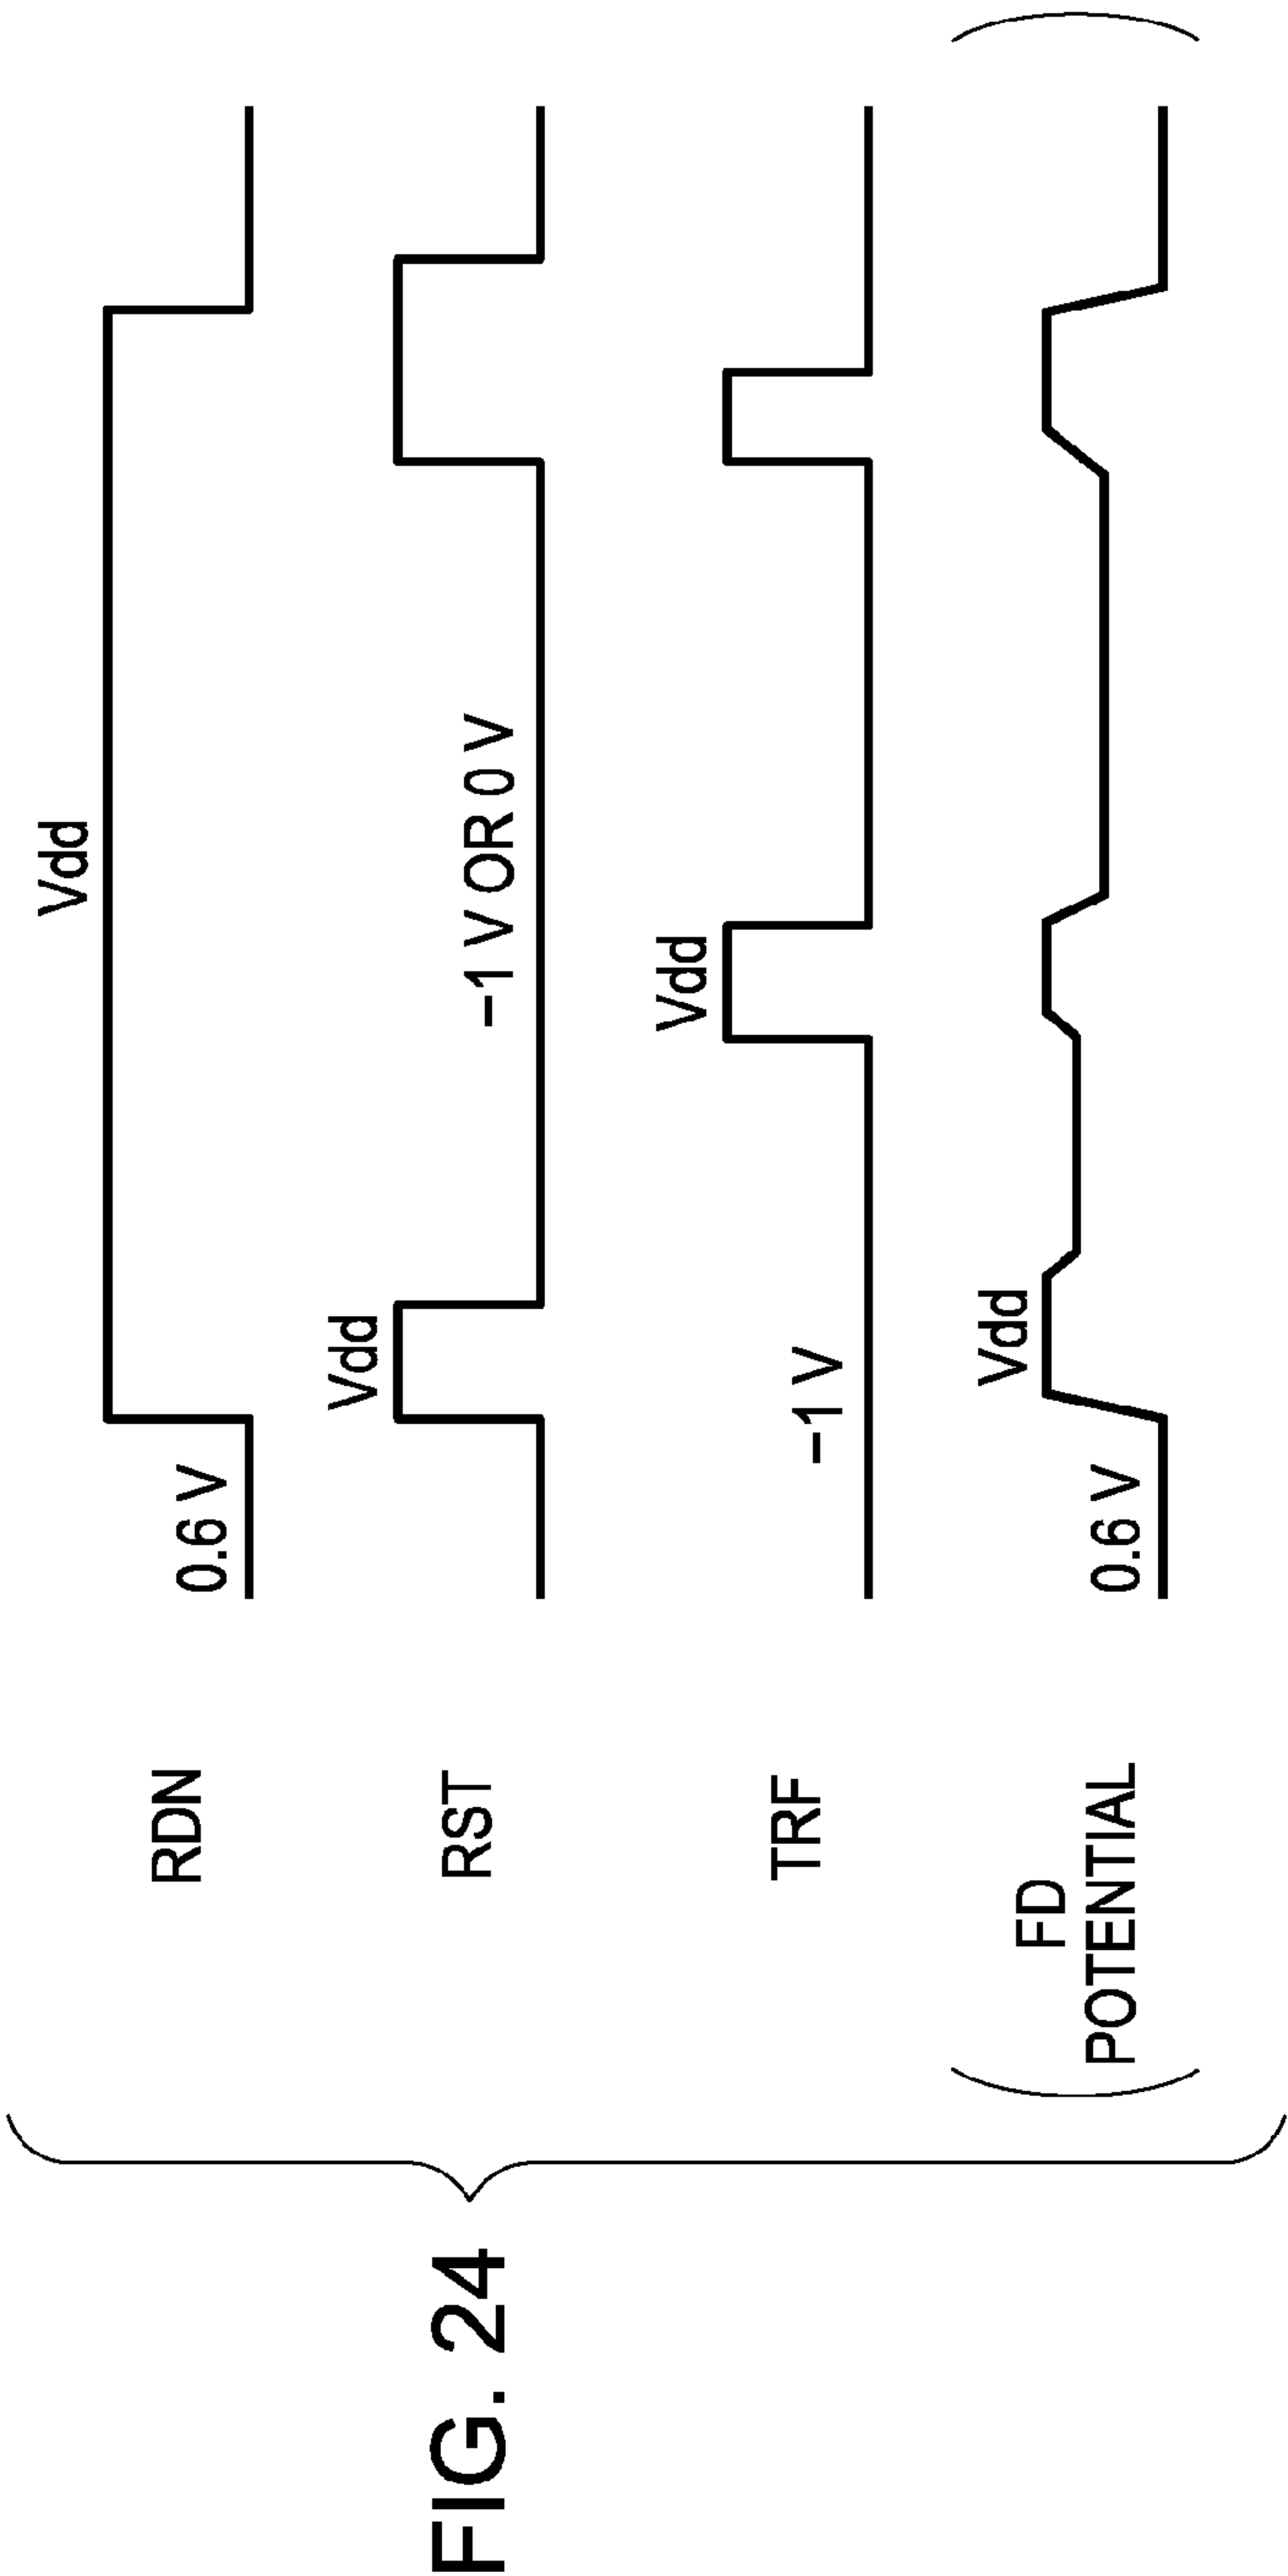 FIG. 24
RDN
0.6 V
Vdd
RST
Vdd
−1 V OR 0 V
TRF
−1 V
Vdd
FD
POTENTIAL
0.6 V
Vdd